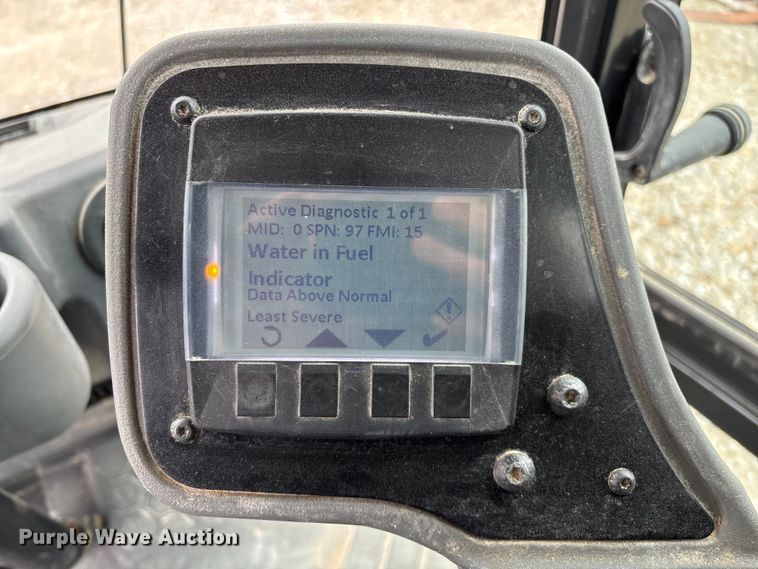 Active Diagnostic 1 of 1
MID: 0 SPN: 97 FMI: 15
Water in Fuel
Indicator
Data Above Normal
Least Severe
Purple Wave Auction